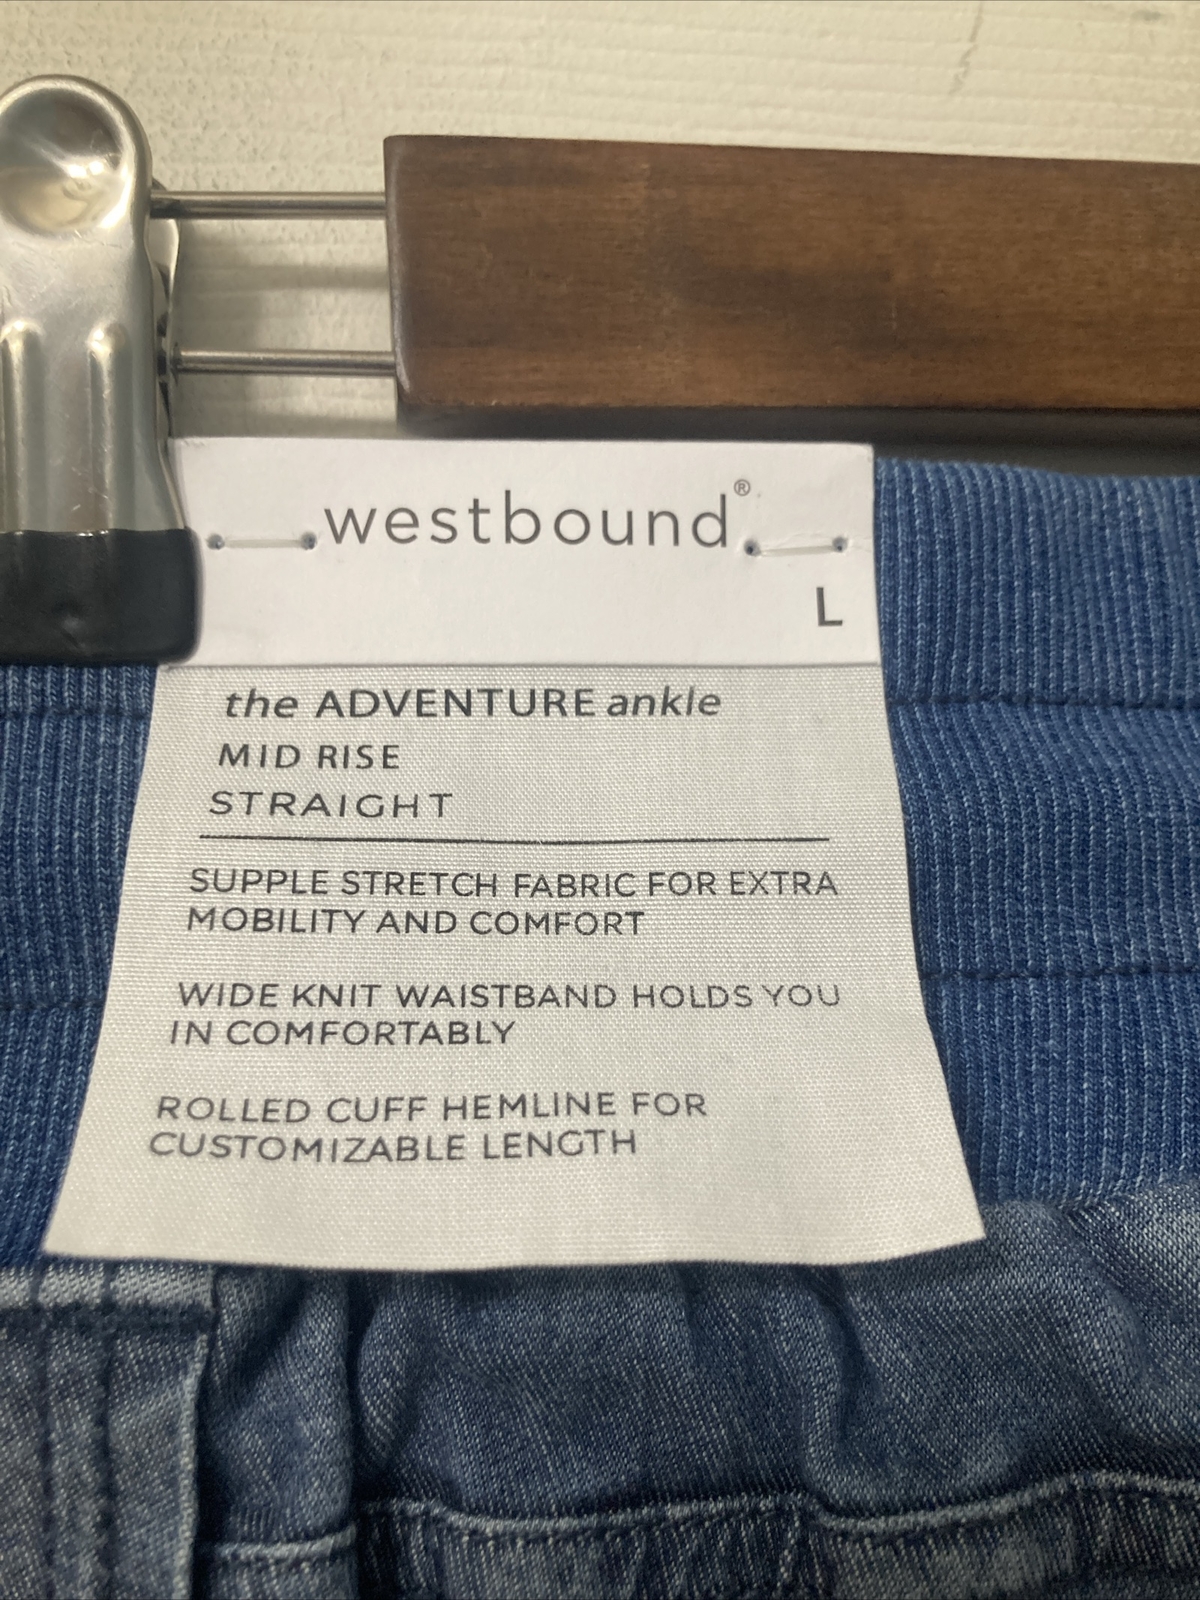 westbound®
L
the ADVENTURE ankle
MID RISE
STRAIGHT
SUPPLE STRETCH FABRIC FOR EXTRA
MOBILITY AND COMFORT
WIDE KNIT WAISTBAND HOLDS YOU
IN COMFORTABLY
ROLLED CUFF HEMLINE FOR
CUSTOMIZABLE LENGTH